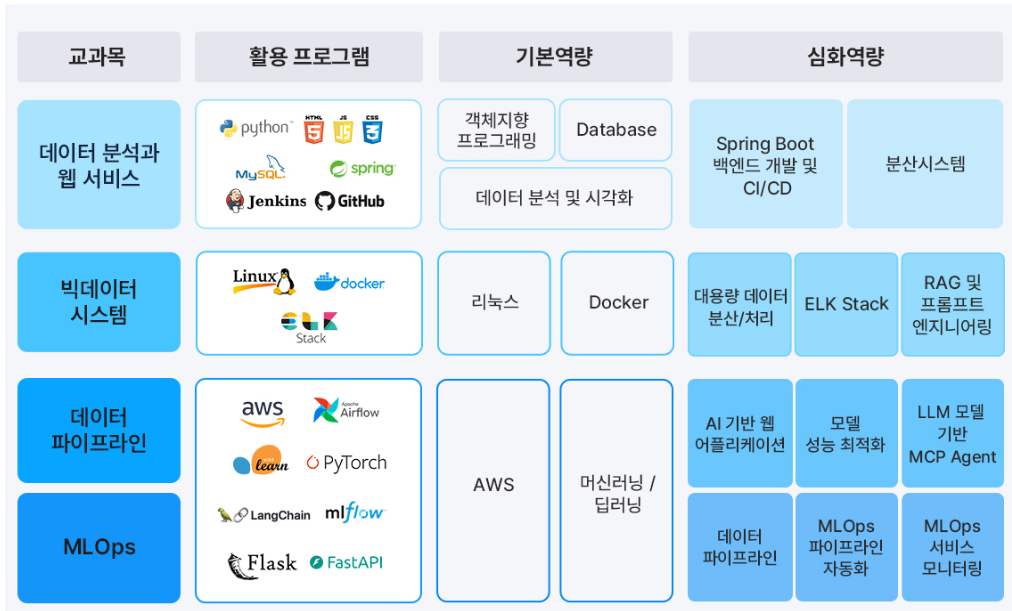 교과목
활용 프로그램
기본역량
심화역량
데이터 분석과
웹 서비스
python™
HTML
5
JS
JS
CSS
3
MySQL.
spring
Jenkins
GitHub
객체지향
프로그래밍
Database
데이터 분석 및 시각화
Spring Boot
백엔드 개발 및
CI/CD
분산시스템
빅데이터
시스템
Linux
docker
ELK
Stack
리눅스
Docker
대용량 데이터
분산/처리
ELK Stack
RAG 및
프롬프트
엔지니어링
데이터
파이프라인
MLOps
aws
Apache
Airflow
learn
PyTorch
LangChain
mlflow
Flask
FastAPI
AWS
머신러닝 /
딥러닝
AI 기반 웹
어플리케이션
모델
성능 최적화
LLM 모델
기반
MCP Agent
데이터
파이프라인
MLOps
파이프라인
자동화
MLOps
서비스
모니터링